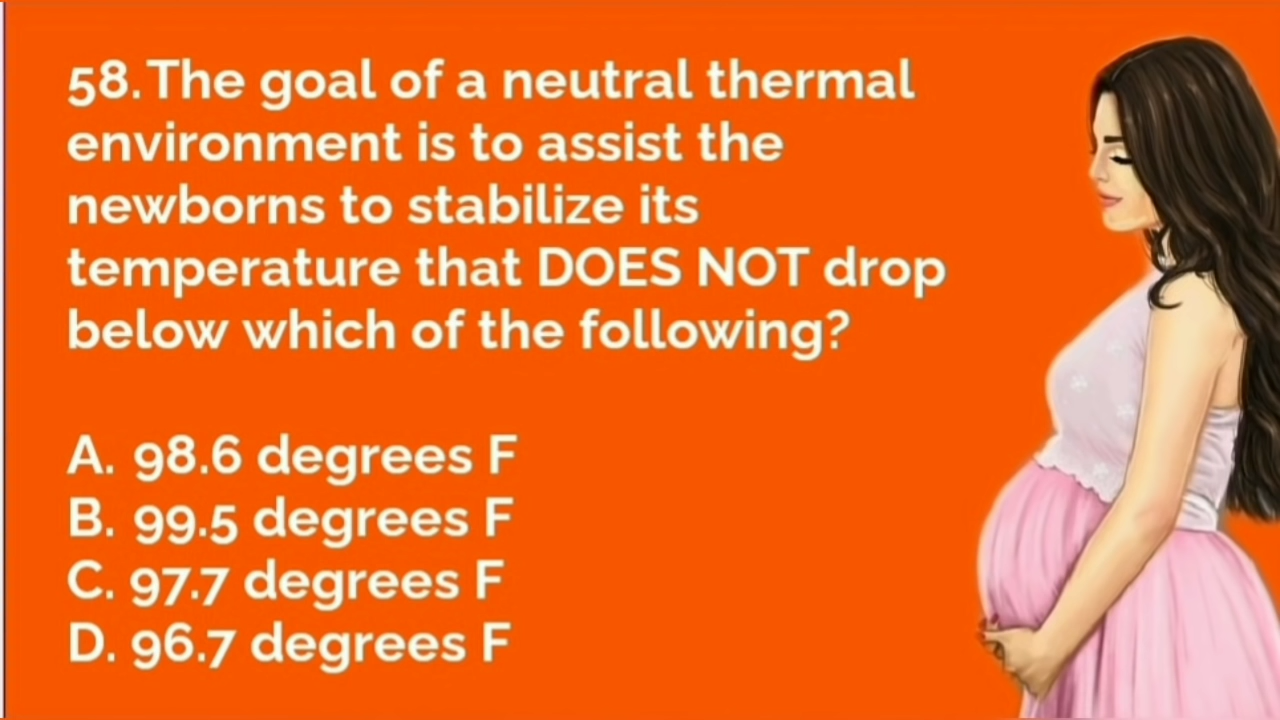 58. The goal of a neutral thermal
environment is to assist the
newborns to stabilize its
temperature that DOES NOT drop
below which of the following?
A. 98.6 degrees F
B. 99.5 degrees F
C. 97.7 degrees F
D. 96.7 degrees F